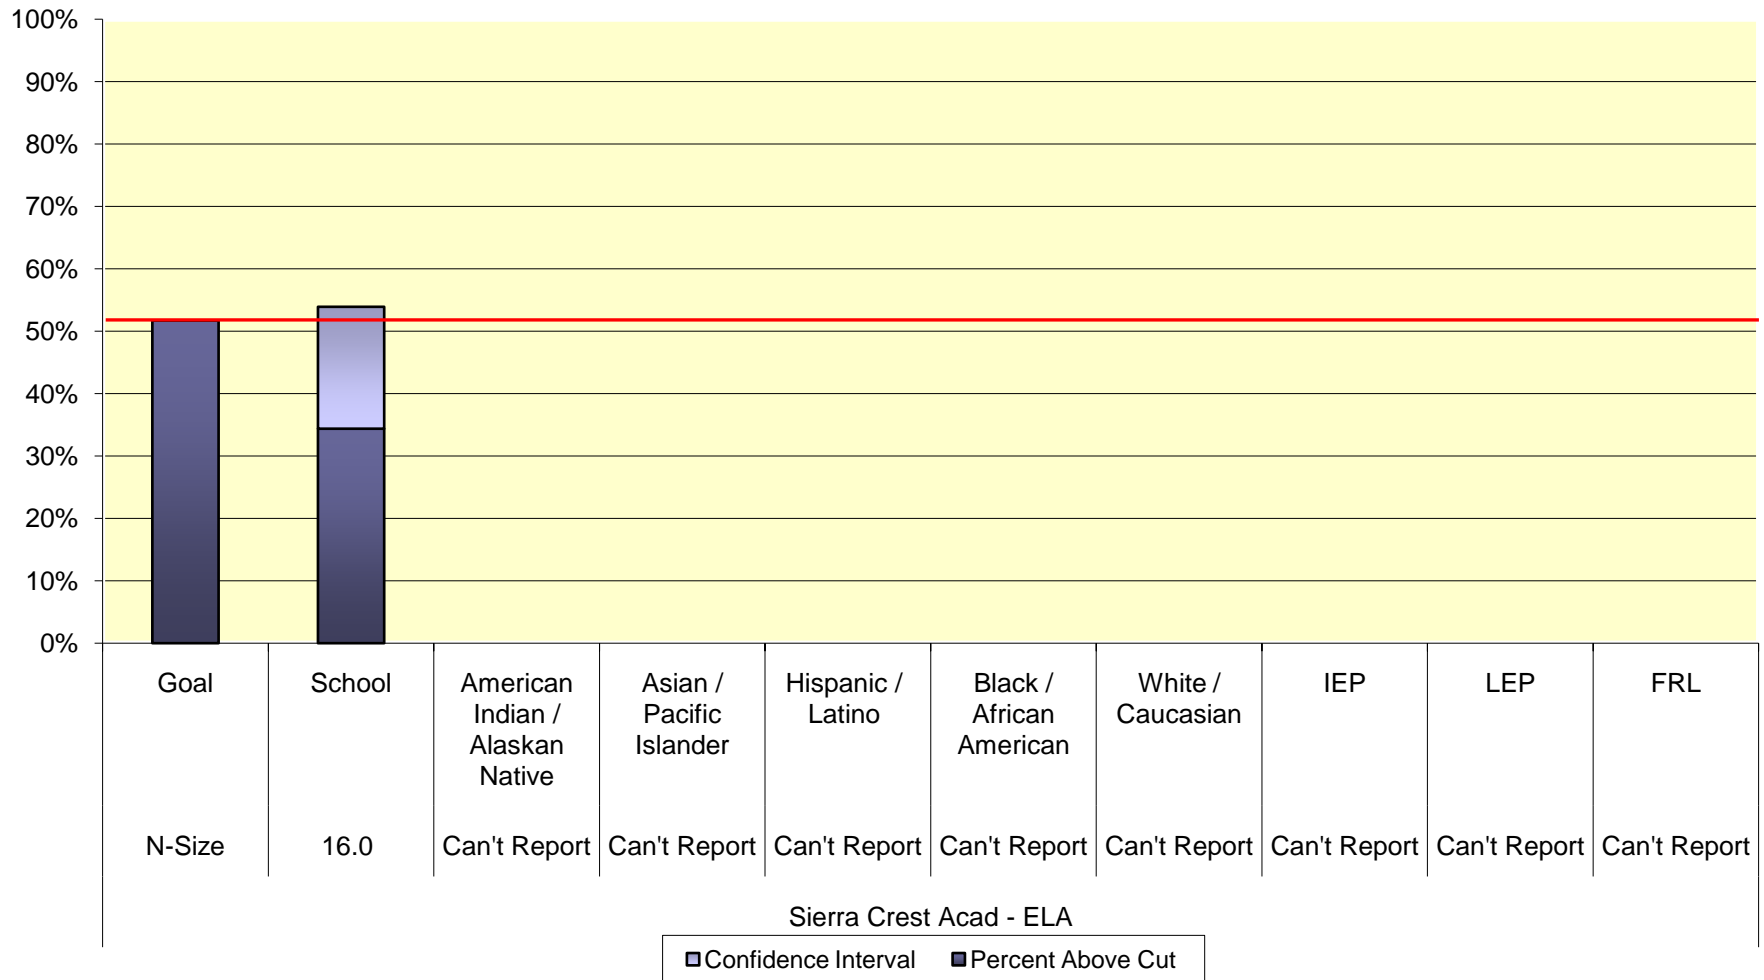 100%
90%
80%
70%
60%
50%
40%
30%
20%
10%
0%
Goal
School
American
Indian /
Alaskan
Native
Asian /
Pacific
Islander
Hispanic /
Latino
Black /
African
American
White /
Caucasian
IEP
LEP
FRL
N-Size
16.0
Can't Report
Can't Report
Can't Report
Can't Report
Can't Report
Can't Report
Can't Report
Can't Report
Sierra Crest Acad - ELA
Confidence Interval
Percent Above Cut